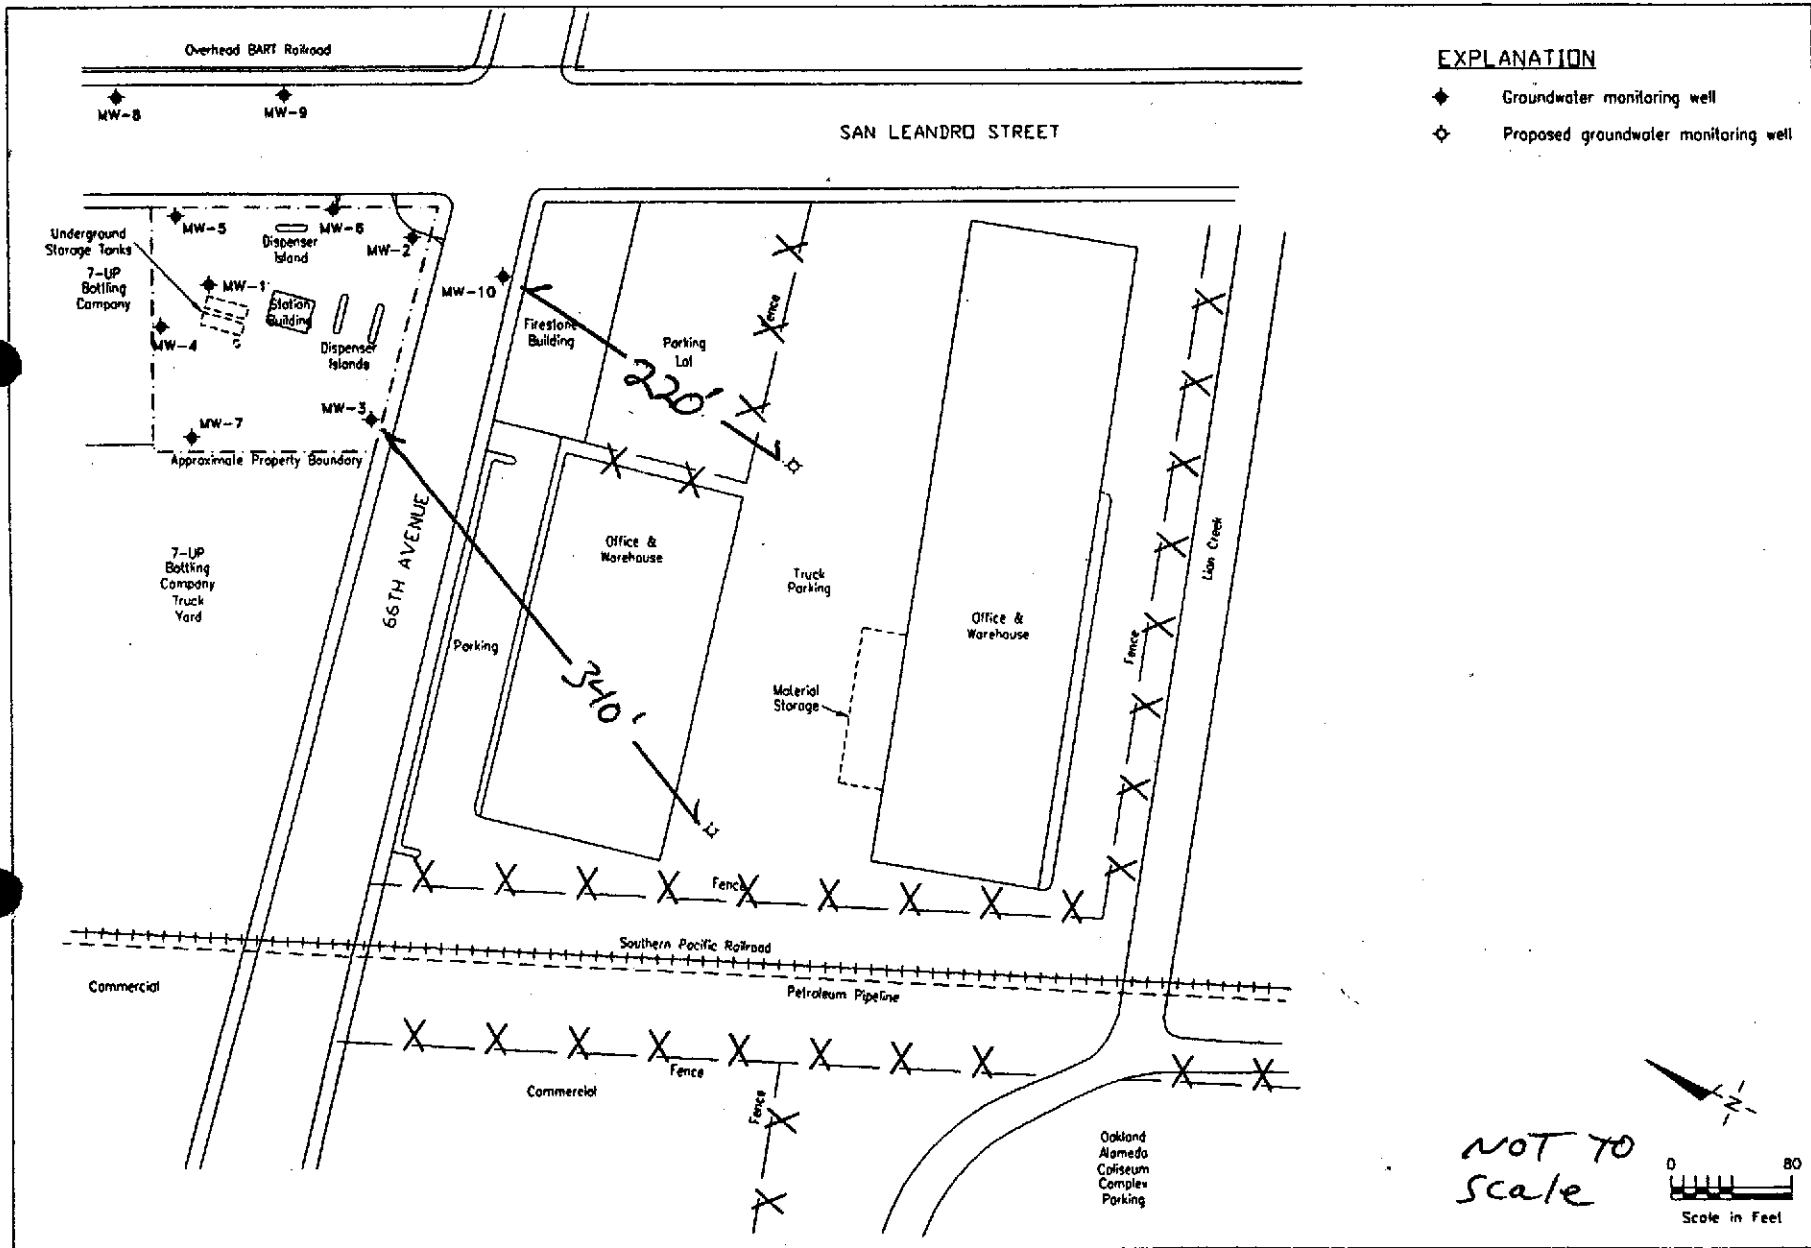 Overhead BART Railroad
MW-8
MW-9
SAN LEANDRO STREET
EXPLANATION
Groundwater monitoring well
Proposed groundwater monitoring well
Underground
Storage Tanks
7-UP
Bottling
Company
MW-5
Dispenser
Island
MW-6
MW-2
MW-1
Station
Building
MW-4
Dispenser
Islands
MW-3
MW-7
Approximate Property Boundary
MW-10
Firestone
Building
Parking
Lot
Fence
220'
66TH AVENUE
7-UP
Bottling
Company
Truck
Yard
Parking
Office &
Warehouse
Truck
Parking
Material
Storage
Office &
Warehouse
Fence
Lion Creek
340'
Fence
Southern Pacific Railroad
Petroleum Pipeline
Commercial
Fence
Commercial
Fence
Oakland
Alameda
Coliseum
Complex
Parking
N
NOT TO
Scale
0 80
Scale in Feet